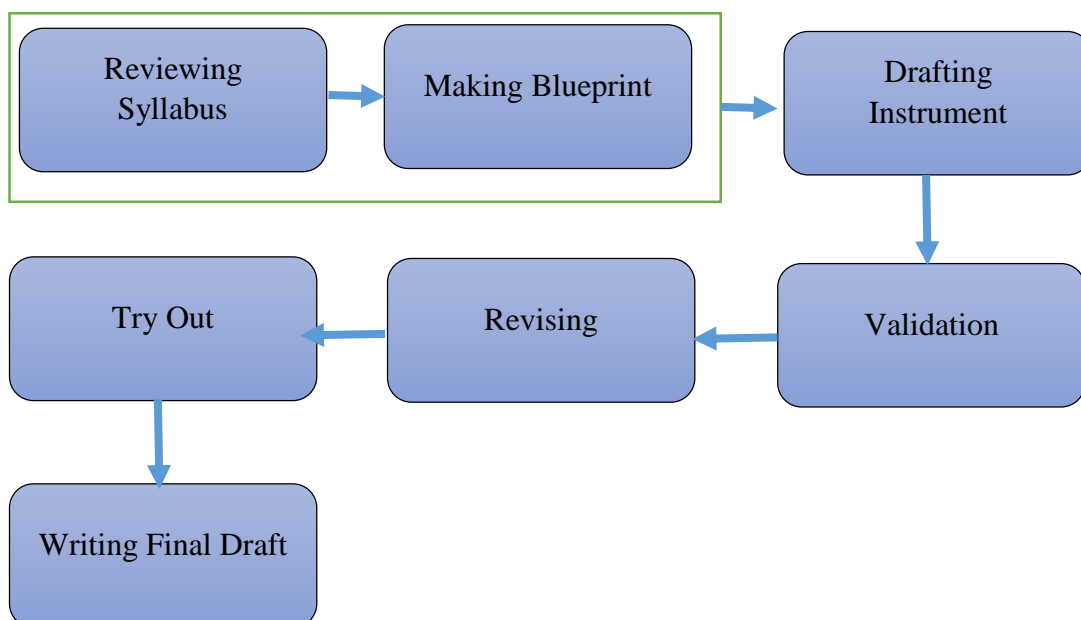 Reviewing
Syllabus
Making Blueprint
Drafting
Instrument
Validation
Revising
Try Out
Writing Final Draft